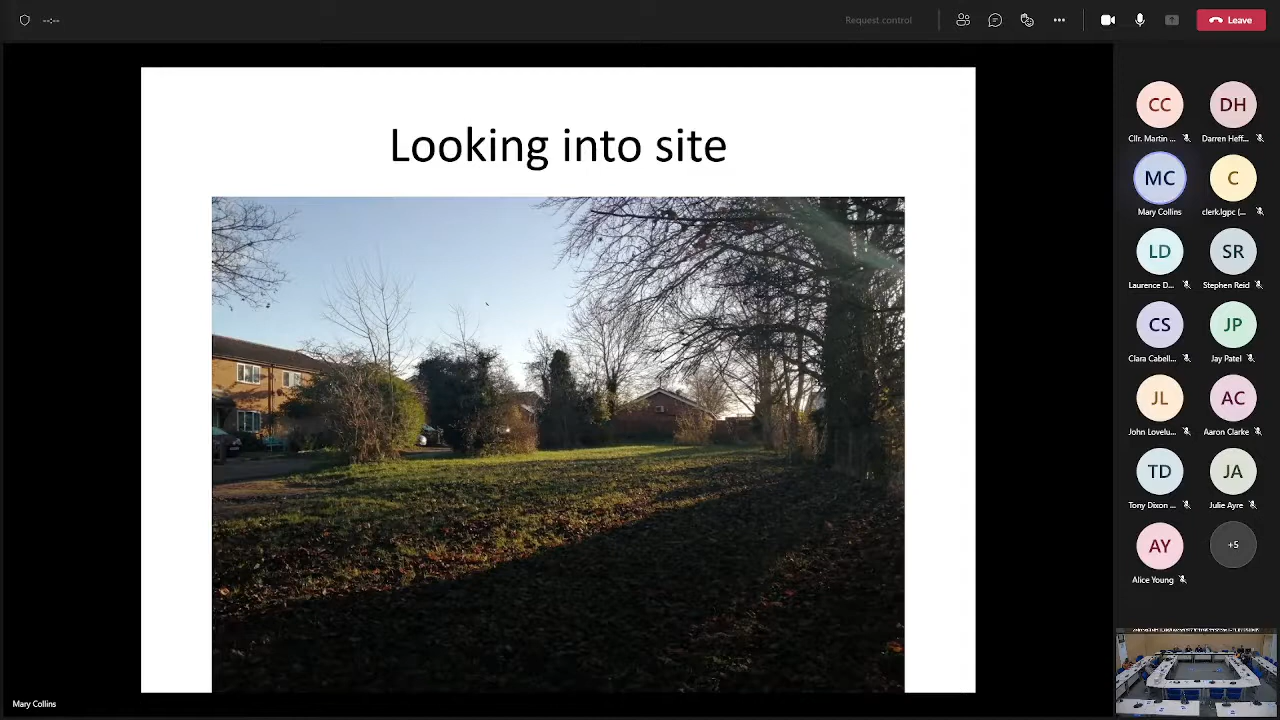 --:--
Request control
Leave
Looking into site
CC
DH
Cllr. Martin ...
Darren Heff...
MC
C
Mary Collins
clerk.lgpc (...
LD
SR
Laurence D...
Stephen Reid
CS
JP
Clara Cabell...
Jay Patel
JL
AC
John Lovelu...
Aaron Clarke
TD
JA
Tony Dixon ...
Julie Ayre
AY
+5
Alice Young
Mary Collins